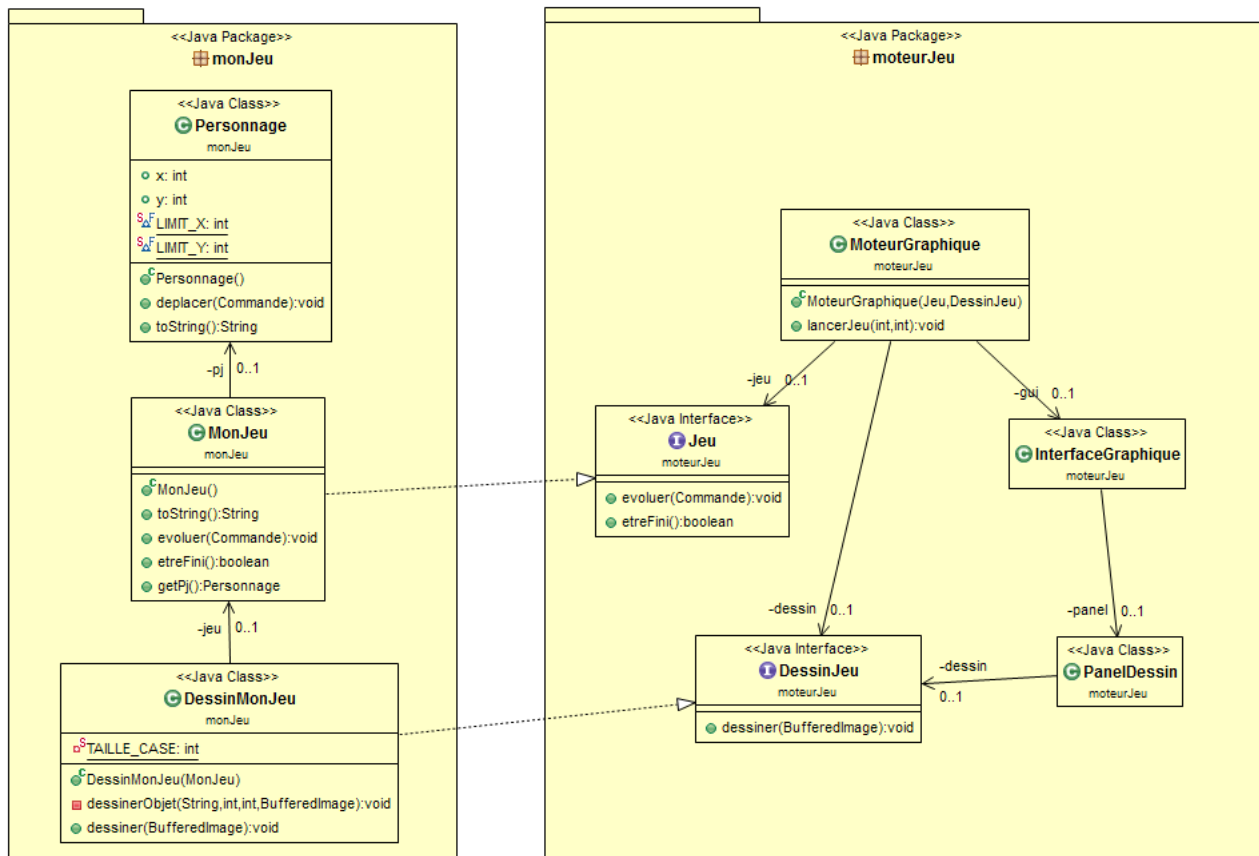 <<Java Package>>
monJeu
<<Java Class>>
Personnage
monJeu
x: int
y: int
LIMIT_X: int
LIMIT_Y: int
Personnage()
deplacer(Commande):void
toString():String
-pj 0..1
<<Java Class>>
MonJeu
monJeu
MonJeu()
toString():String
evoluer(Commande):void
etreFini():boolean
getPj():Personnage
-jeu 0..1
<<Java Class>>
DessinMonJeu
monJeu
TAILLE_CASE: int
DessinMonJeu(MonJeu)
dessinerObjet(String,int,int,BufferedImage):void
dessiner(BufferedImage):void
<<Java Package>>
moteurJeu
<<Java Class>>
MoteurGraphique
moteurJeu
MoteurGraphique(Jeu,DessinJeu)
lancerJeu(int,int):void
-jeu 0..1
-gui 0..1
<<Java Interface>>
Jeu
moteurJeu
evoluer(Commande):void
etreFini():boolean
<<Java Class>>
InterfaceGraphique
moteurJeu
-dessin 0..1
-panel 0..1
<<Java Interface>>
DessinJeu
moteurJeu
dessiner(BufferedImage):void
-dessin
0..1
<<Java Class>>
PanelDessin
moteurJeu